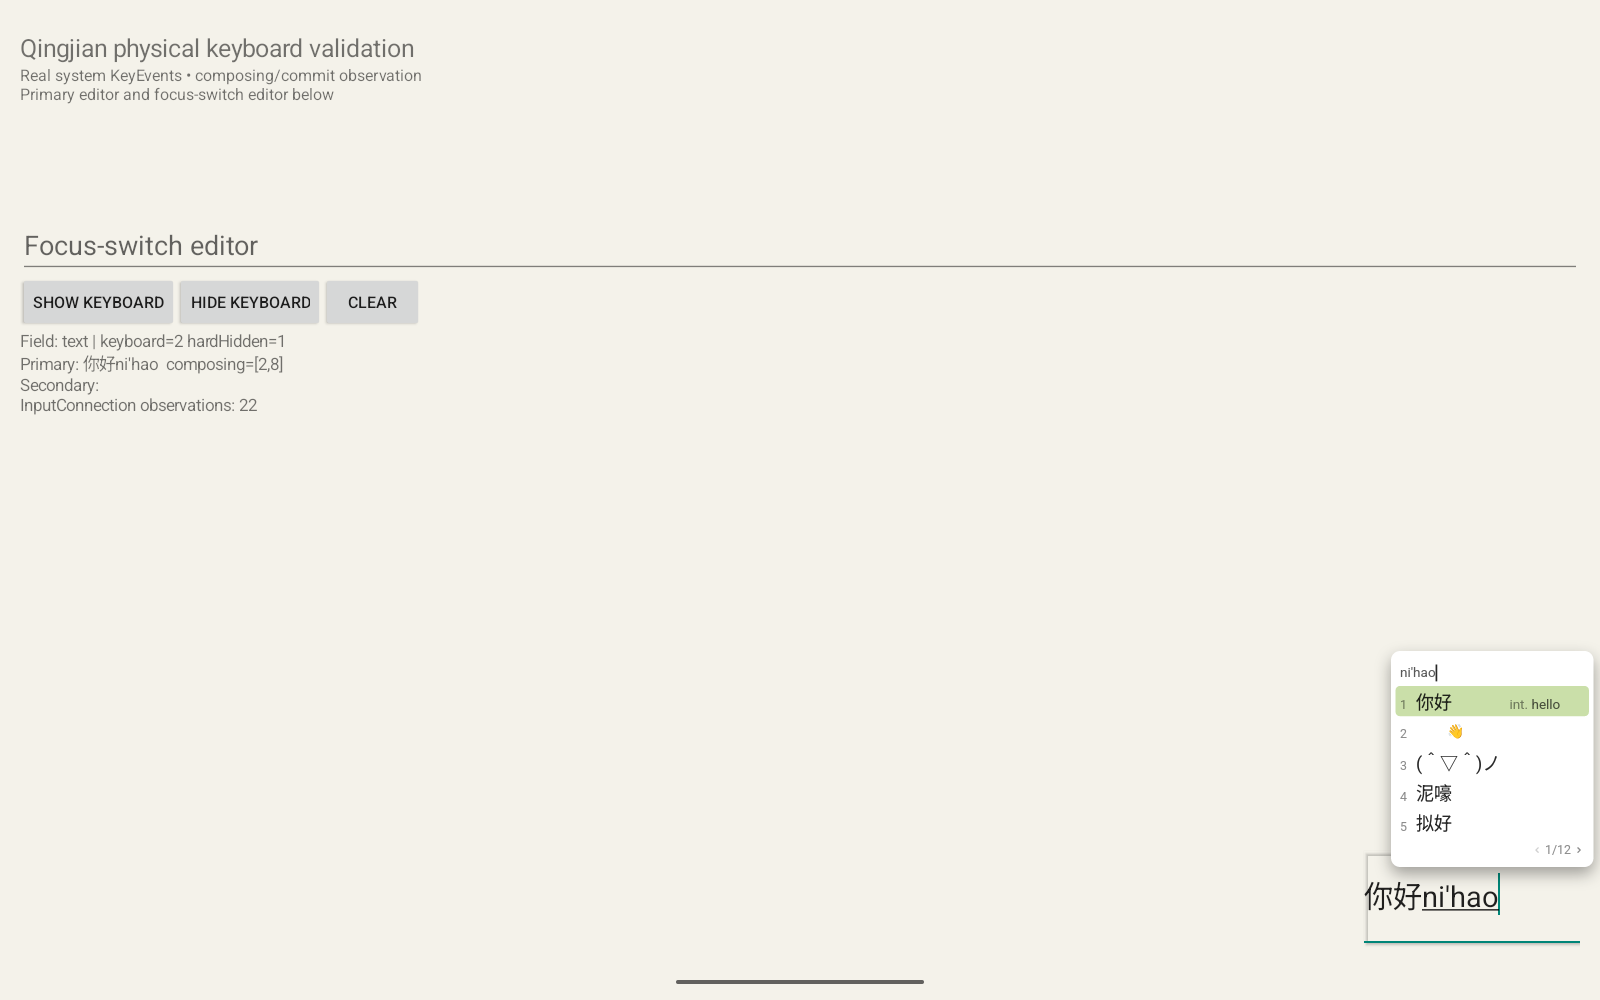 Qingjian physical keyboard validation
Real system KeyEvents • composing/commit observation
Primary editor and focus-switch editor below
Focus-switch editor
SHOW KEYBOARD HIDE KEYBOARD CLEAR
Field: text | keyboard=2 hardHidden=1
Primary: 你好ni'hao composing=[2,8]
Secondary:
InputConnection observations: 22
ni'hao
1 你好 int. hello
2 👋
3 (＾▽＾)ノ
4 泥嚎
5 拟好
‹ 1/12 ›
你好ni'hao